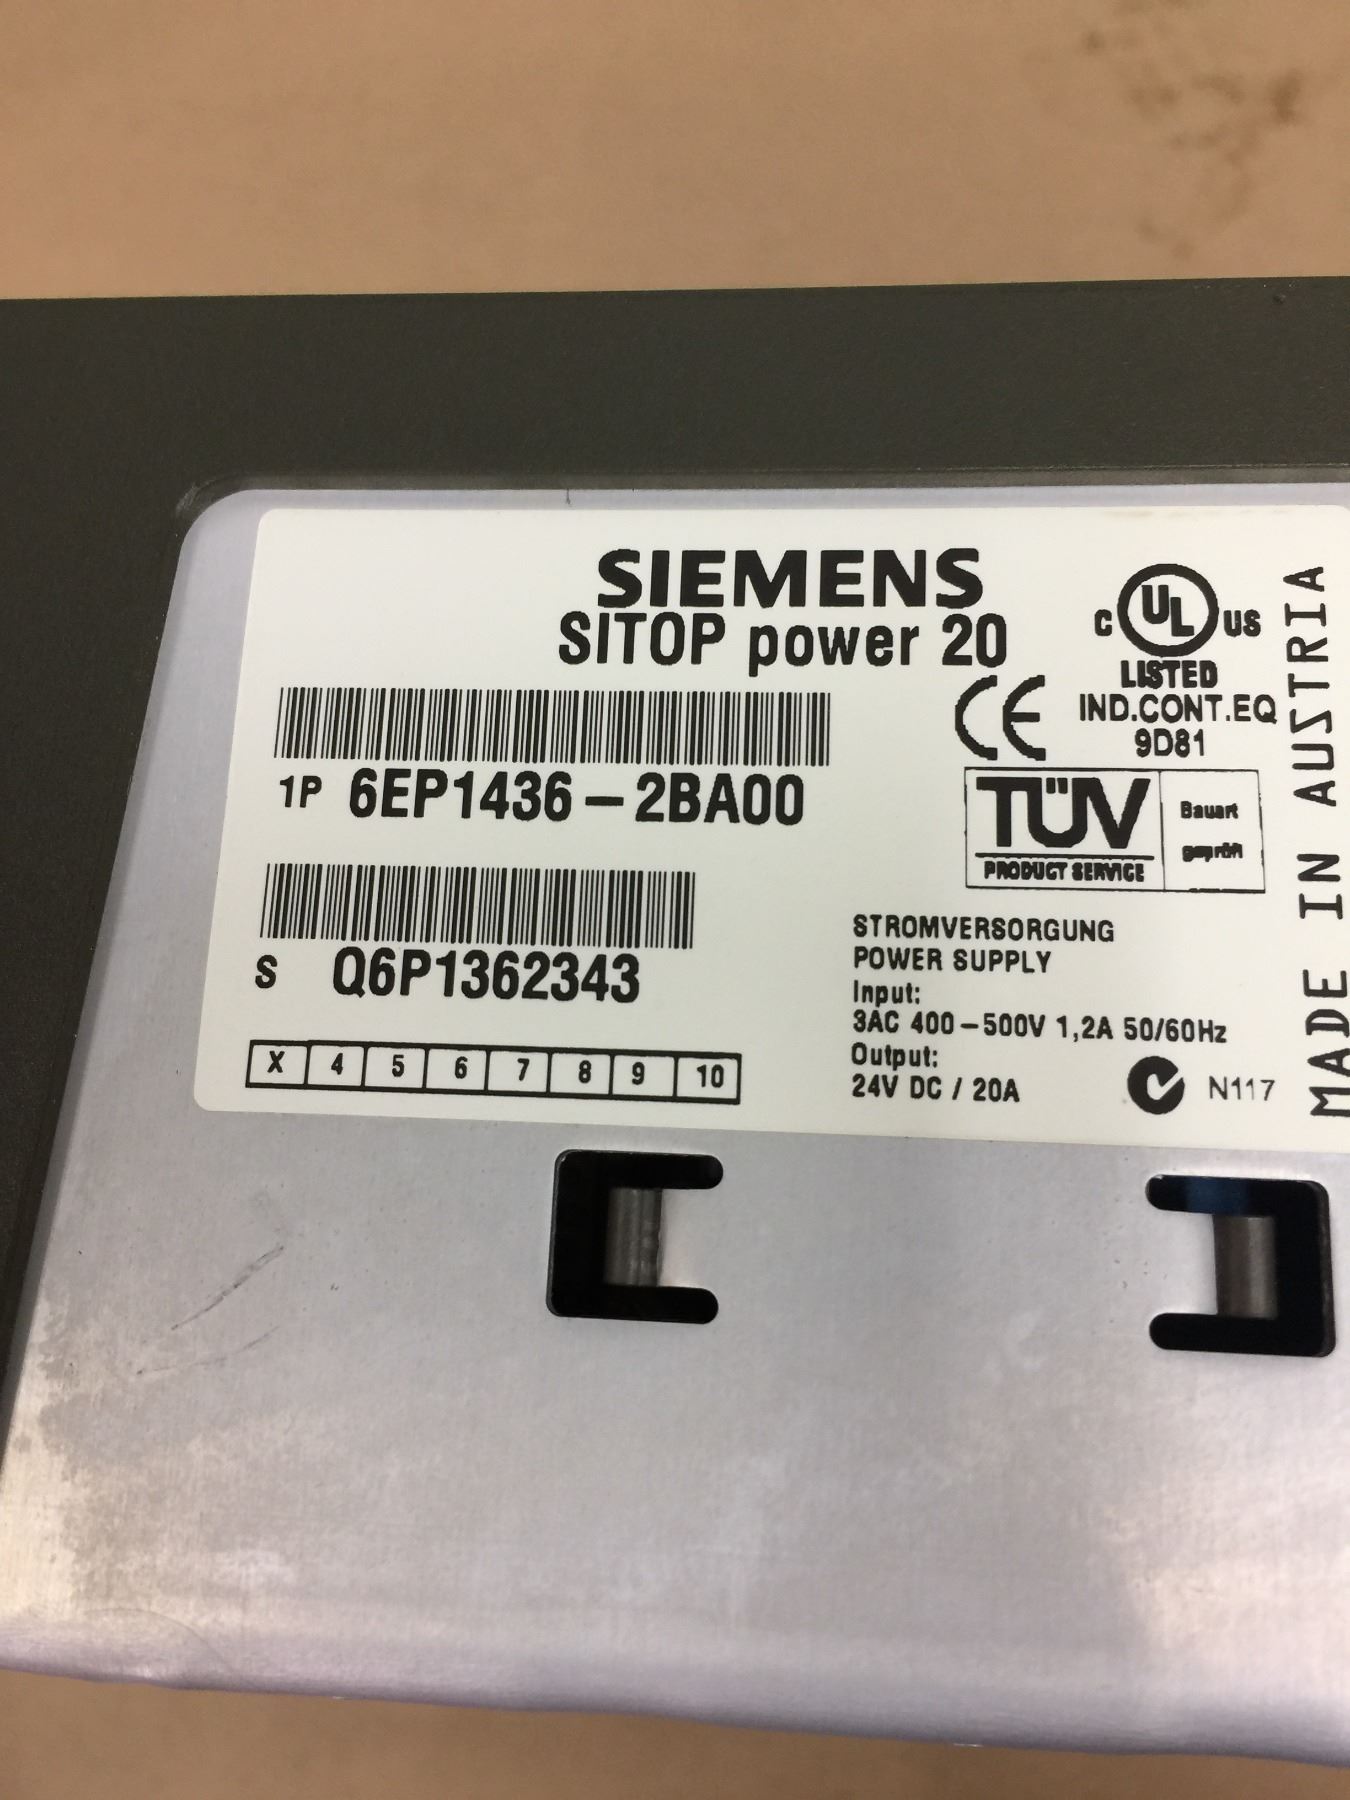 SIEMENS
SITOP power 20
1P 6EP1436-2BA00
S Q6P1362343
X 4 5 6 7 8 9 10
C UL US
LISTED
IND.CONT.EQ
9D81
CE
TÜV
PRODUCT SERVICE
Bauart
geprüft
STROMVERSORGUNG
POWER SUPPLY
Input:
3AC 400-500V 1,2A 50/60Hz
Output:
24V DC / 20A
N117
MADE IN AUSTRIA